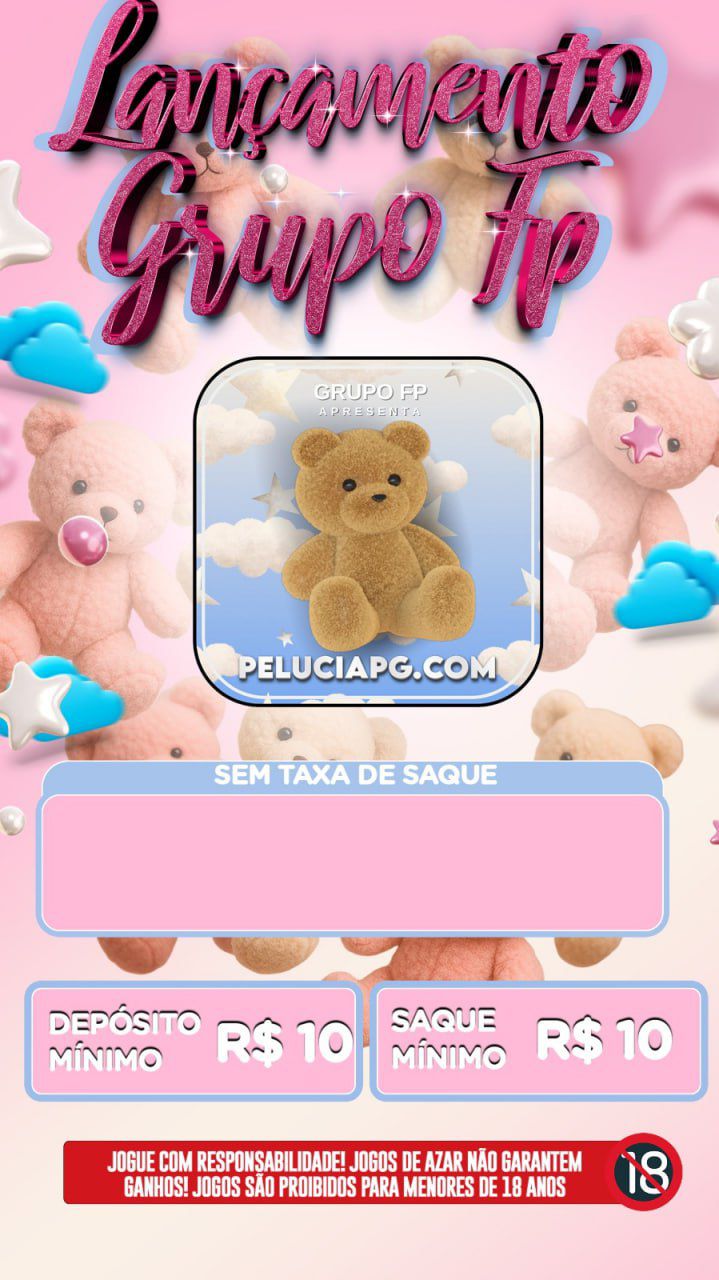 Lançamento
Grupo Fp
GRUPO FP
APRESENTA
PELUCIAPG.COM
SEM TAXA DE SAQUE
DEPÓSITO
MÍNIMO
R$ 10
SAQUE
MÍNIMO
R$ 10
JOGUE COM RESPONSABILIDADE! JOGOS DE AZAR NÃO GARANTEM
GANHOS! JOGOS SÃO PROIBIDOS PARA MENORES DE 18 ANOS
18